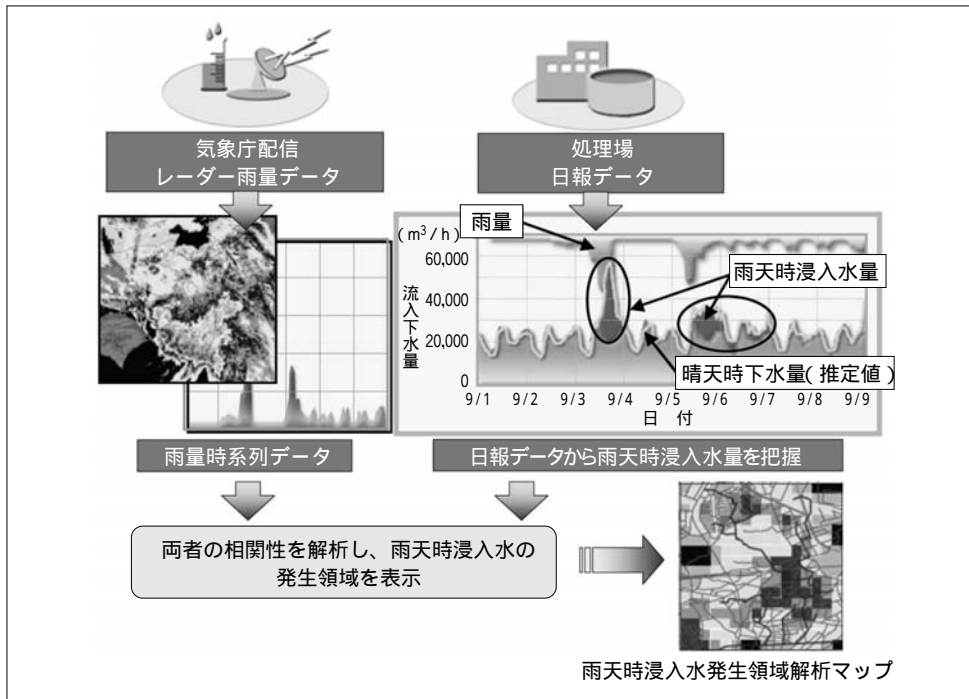 気象庁配信
レーダー雨量データ
処理場
日報データ
雨量
(m³/h)
60,000
40,000
20,000
0
流入下水量
雨天時浸入水量
晴天時下水量(推定値)
9/1 9/2 9/3 9/4 9/5 9/6 9/7 9/8 9/9
日 付
雨量時系列データ
日報データから雨天時浸入水量を把握
両者の相関性を解析し、雨天時浸入水の
発生領域を表示
雨天時浸入水発生領域解析マップ